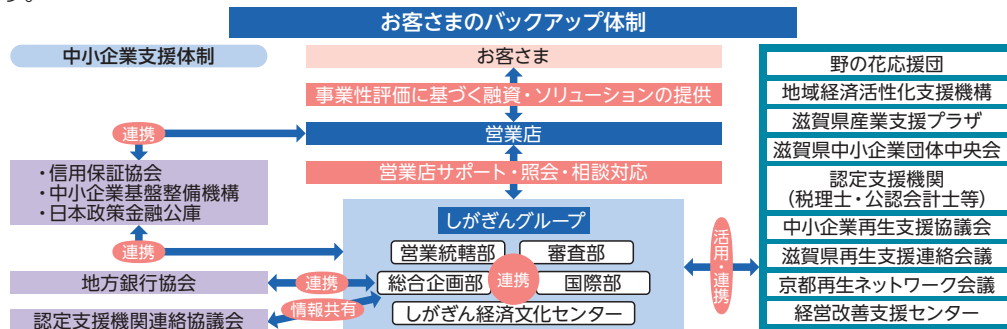 す。
お客さまのバックアップ体制
中小企業支援体制
お客さま
事業性評価に基づく融資・ソリューションの提供
連携
営業店
営業店サポート・照会・相談対応
・信用保証協会
・中小企業基盤整備機構
・日本政策金融公庫
連携
しがぎんグループ
営業統轄部
審査部
総合企画部
連携
国際部
しがぎん経済文化センター
地方銀行協会
連携
情報共有
認定支援機関連絡協議会
活用・連携
野の花応援団
地域経済活性化支援機構
滋賀県産業支援プラザ
滋賀県中小企業団体中央会
認定支援機関
(税理士・公認会計士等)
中小企業再生支援協議会
滋賀県再生支援連絡会議
京都再生ネットワーク会議
経営改善支援センター